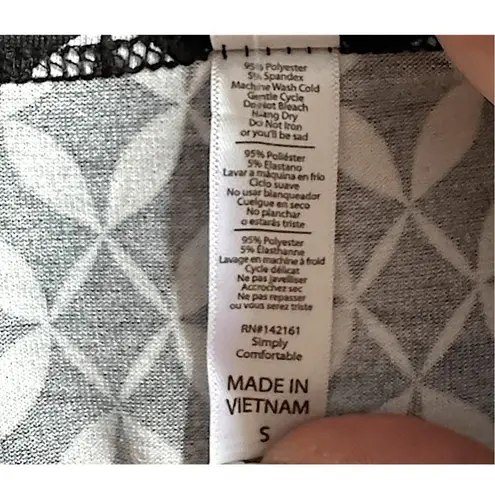 95% Polyester
5% Spandex
Machine Wash Cold
Gentle Cycle
Do Not Bleach
Hang Dry
Do Not Iron
or you'll be sad
95% Poliéster
5% Elastano
Lavar a máquina en frío
Ciclo suave
No usar blanqueador
Cuelgue en seco
No planchar
o estarás triste
95% Polyester
5% Élasthanne
Lavage en machine à froid
Cycle délicat
Ne pas javelliser
Accrochez sec
Ne pas repasser
ou vous serez triste
RN#142161
Simply
Comfortable
MADE IN
VIETNAM
S